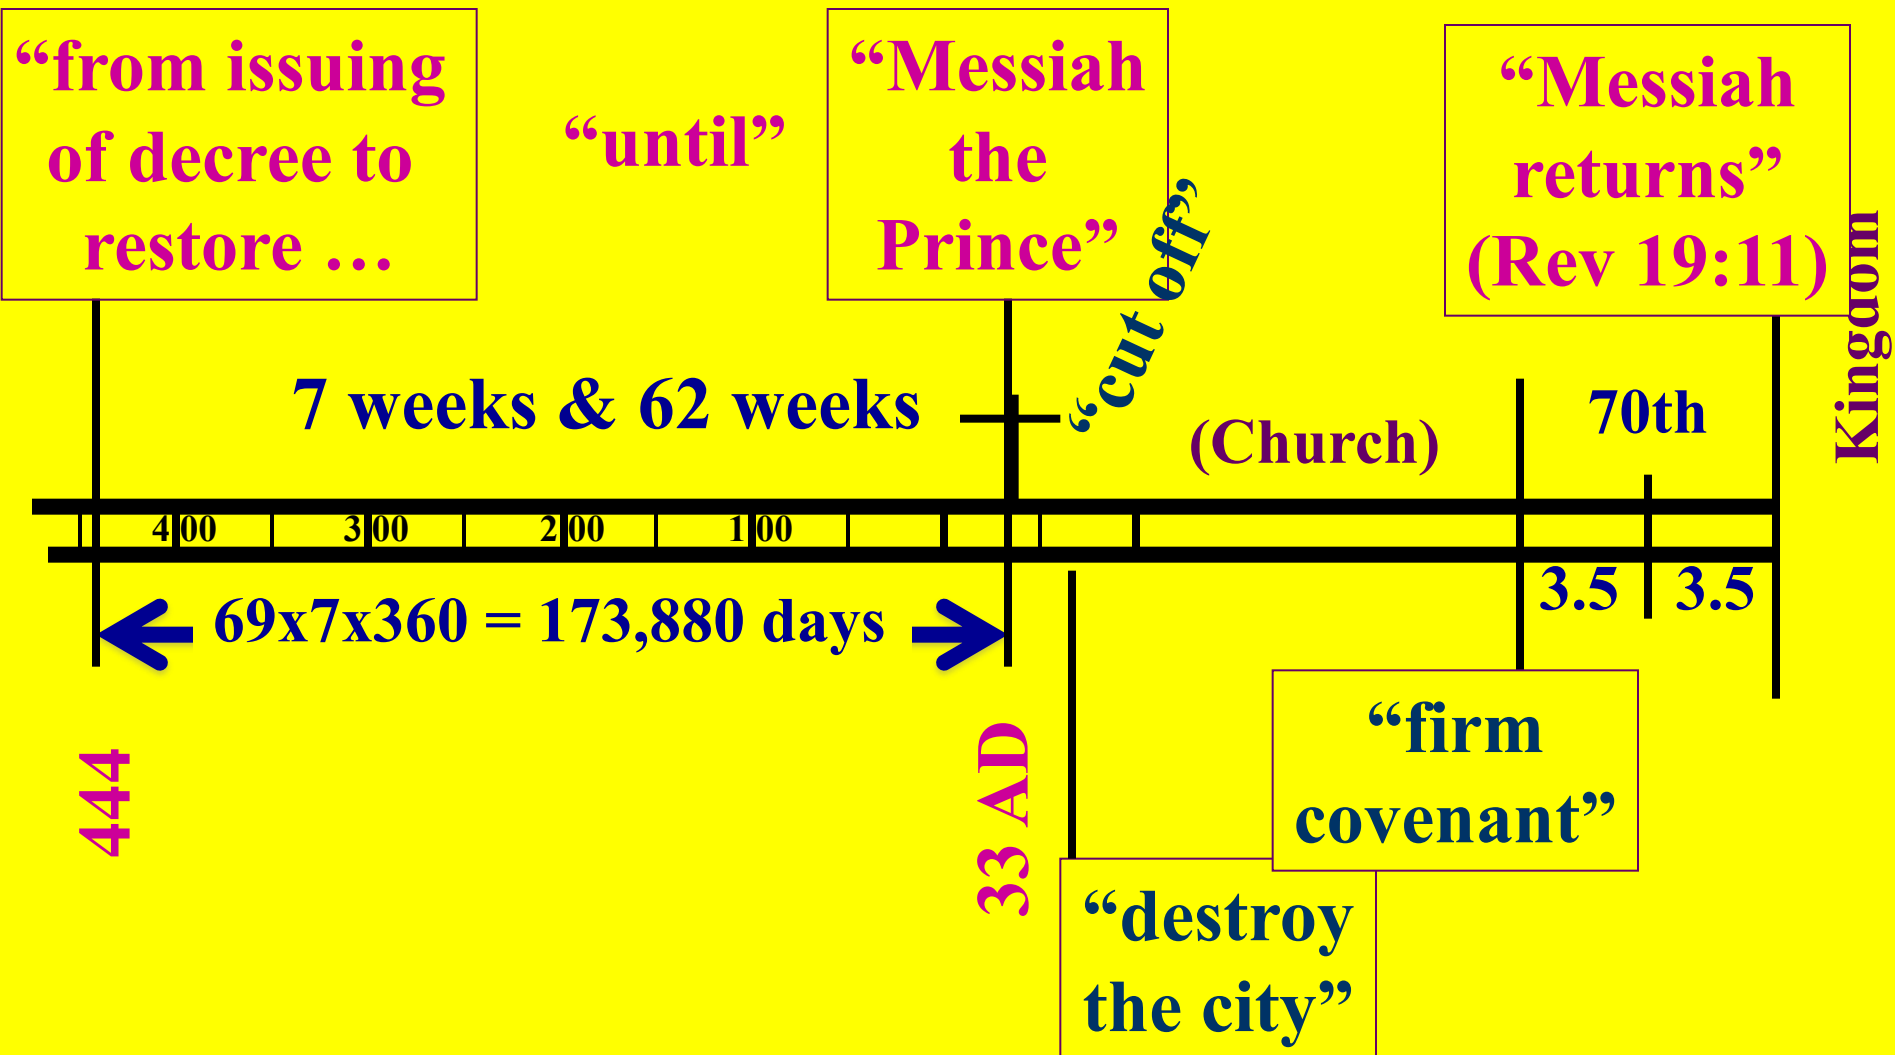 “from issuing
of decree to
restore …
“until”
“Messiah
the
Prince”
“cut off”
“Messiah
returns”
(Rev 19:11)
Kingdom
7 weeks & 62 weeks
(Church)
70th
400
300
200
100
69x7x360 = 173,880 days
3.5
3.5
444
33 AD
“firm
covenant”
“destroy
the city”